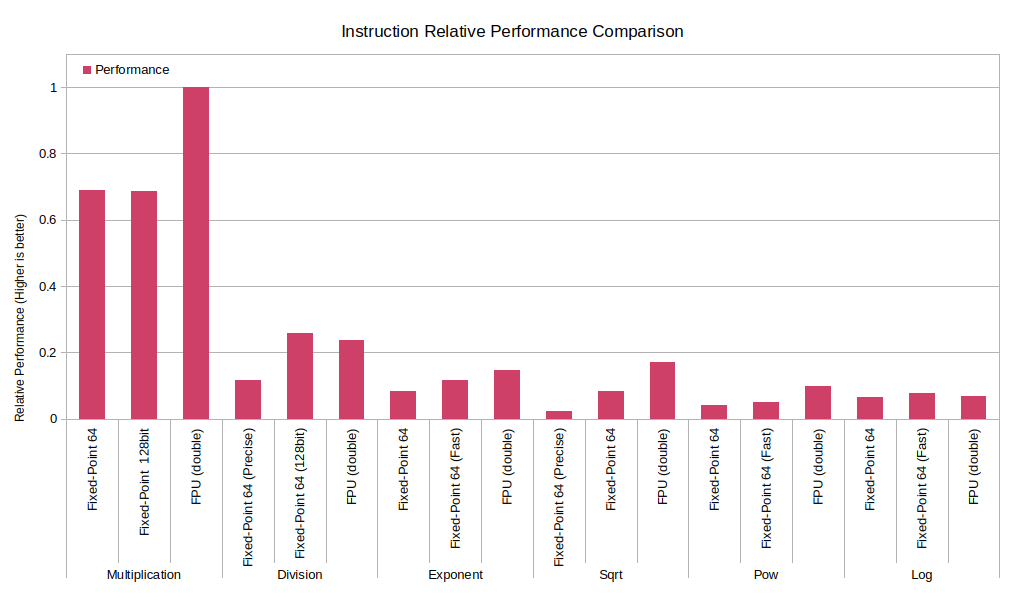 Instruction Relative Performance Comparison
Performance
Relative Performance (Higher is better)
1
0.8
0.6
0.4
0.2
0
Fixed-Point 64
Fixed-Point 128bit
FPU (double)
Fixed-Point 64 (Precise)
Fixed-Point 64 (128bit)
FPU (double)
Fixed-Point 64
Fixed-Point 64 (Fast)
FPU (double)
Fixed-Point 64 (Precise)
Fixed-Point 64
FPU (double)
Fixed-Point 64
Fixed-Point 64 (Fast)
FPU (double)
Fixed-Point 64
Fixed-Point 64 (Fast)
FPU (double)
Multiplication
Division
Exponent
Sqrt
Pow
Log